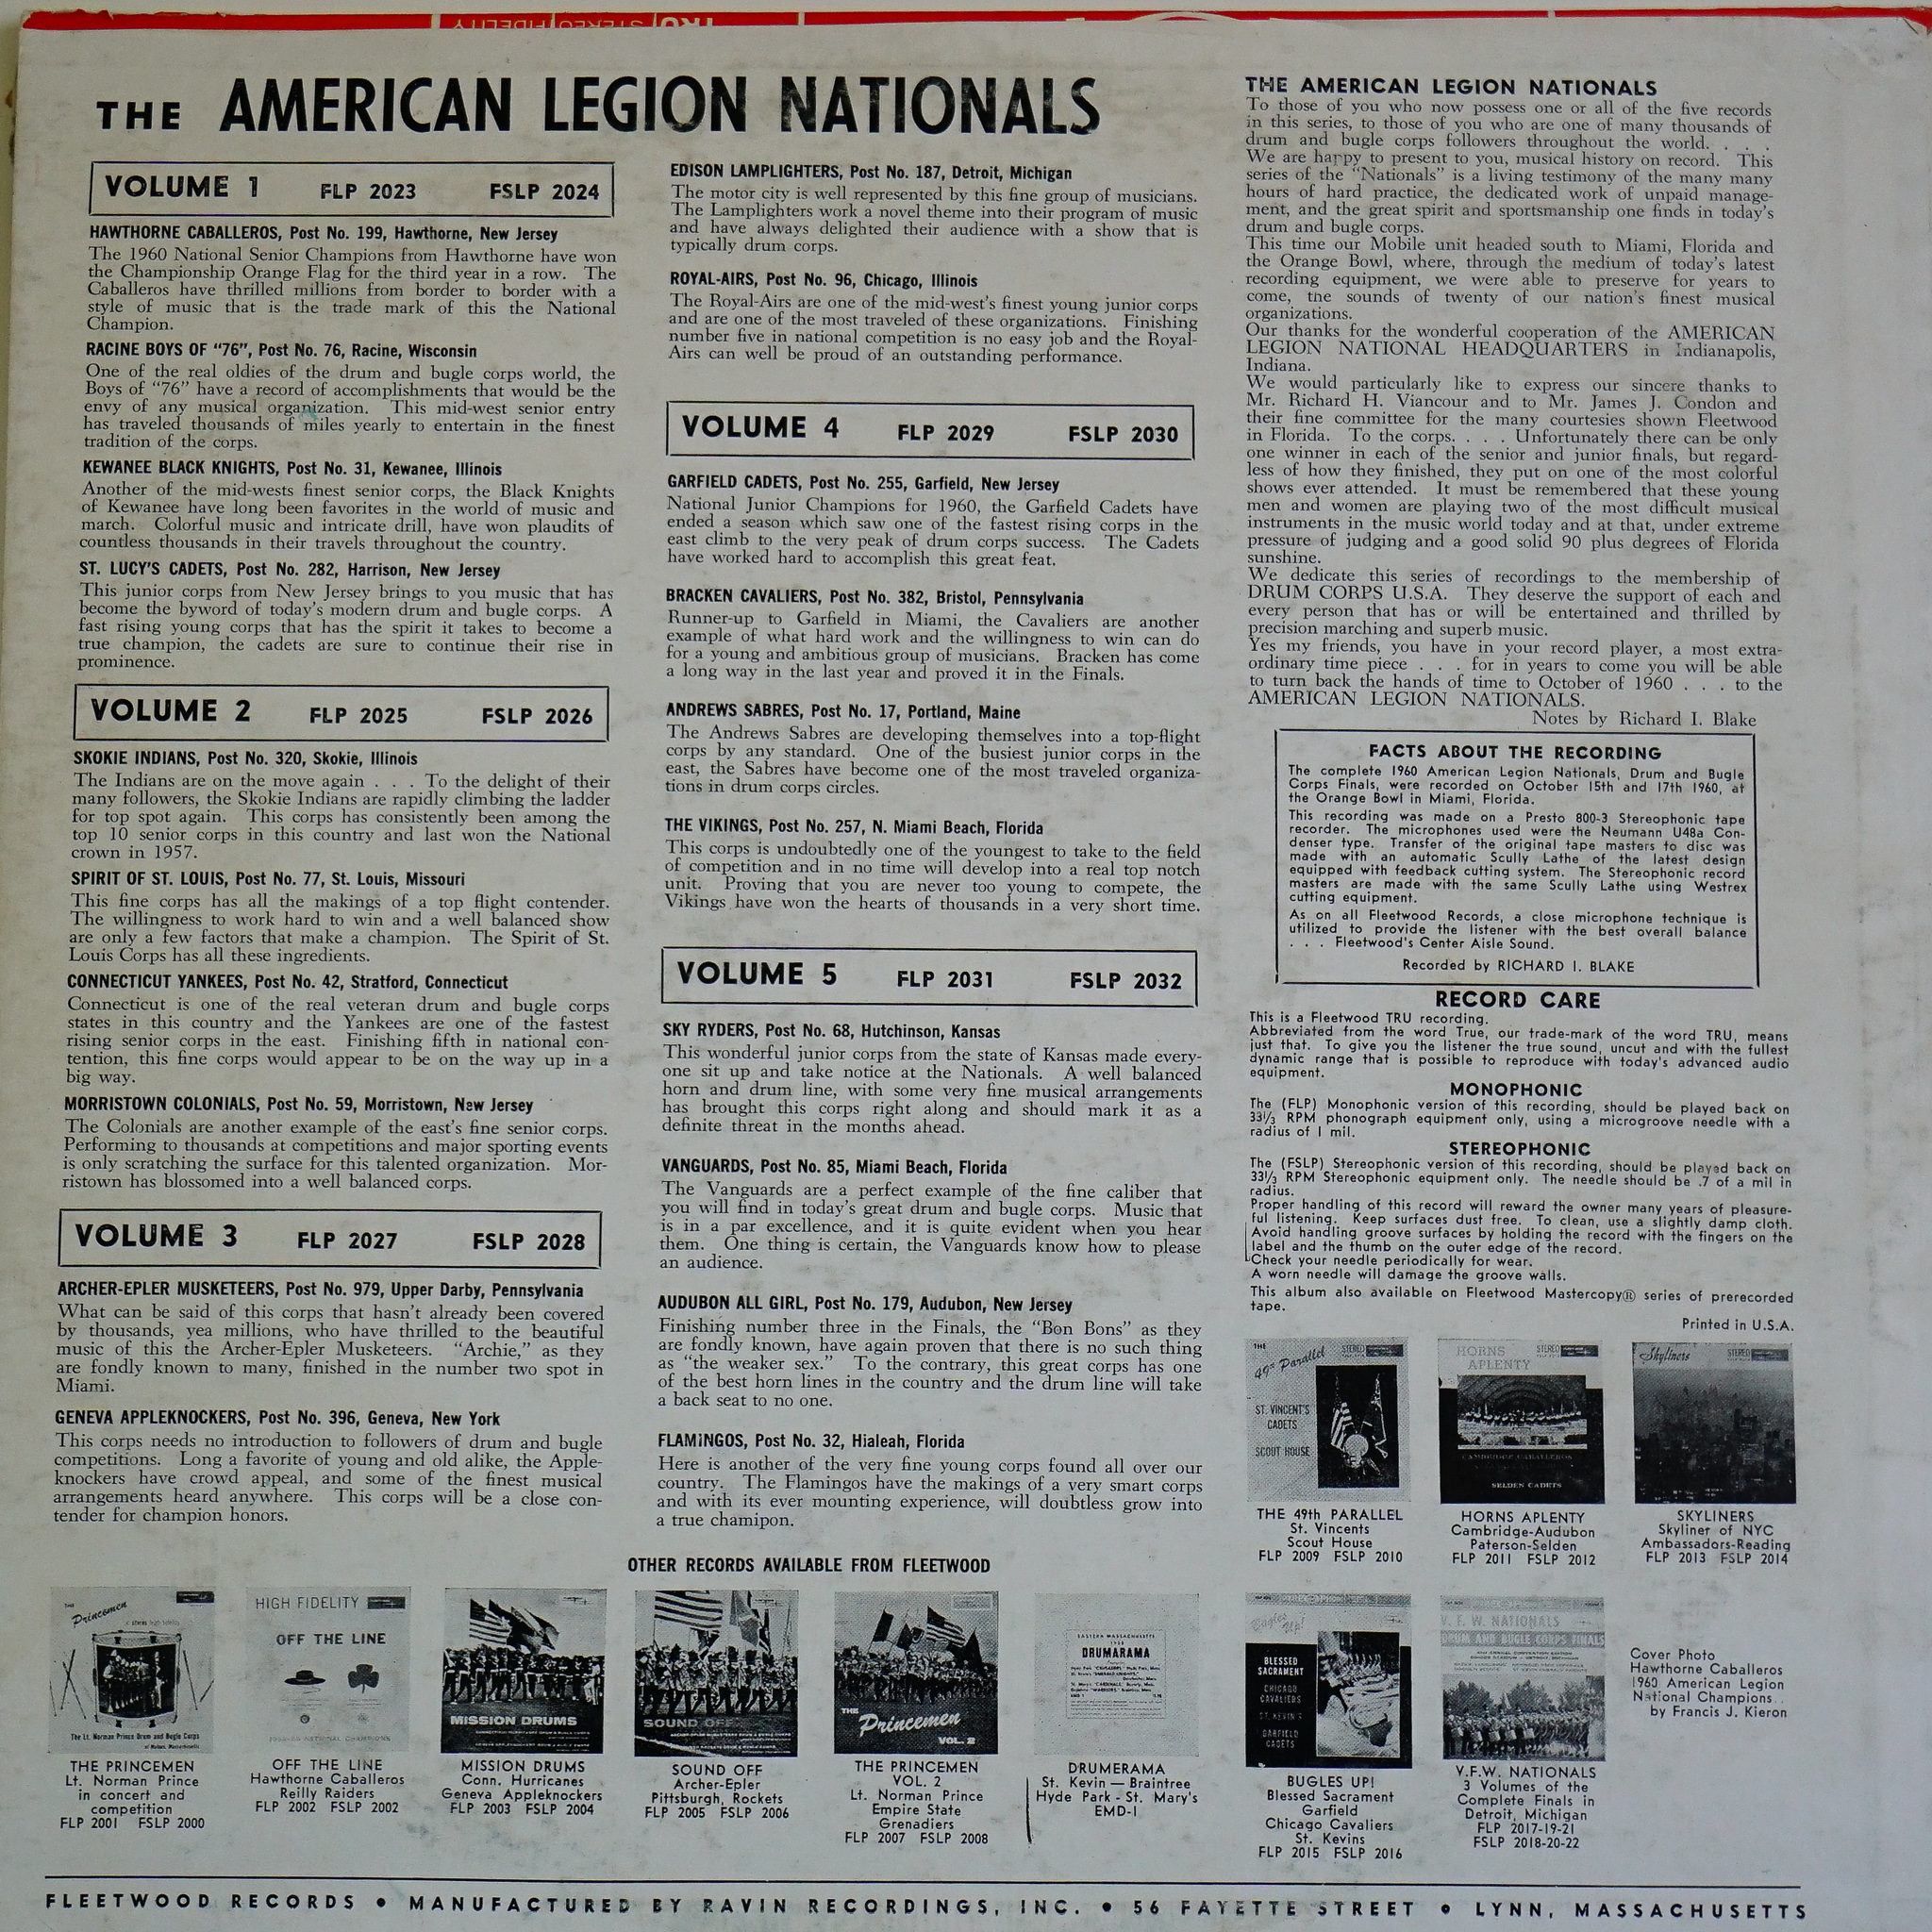 THE AMERICAN LEGION NATIONALS
VOLUME 1 FLP 2023 FSLP 2024
HAWTHORNE CABALLEROS, Post No. 199, Hawthorne, New Jersey
The 1960 National Senior Champions from Hawthorne have won
the Championship Orange Flag for the third year in a row. The
Caballeros have thrilled millions from border to border with a
style of music that is the trade mark of this the National
Champion.
RACINE BOYS OF "76", Post No. 76, Racine, Wisconsin
One of the real oldies of the drum and bugle corps world, the
Boys of "76" have a record of accomplishments that would be the
envy of any musical organization. This mid-west senior entry
has traveled thousands of miles yearly to entertain in the finest
tradition of the corps.
KEWANEE BLACK KNIGHTS, Post No. 31, Kewanee, Illinois
Another of the mid-wests finest senior corps, the Black Knights
of Kewanee have long been favorites in the world of music and
march. Colorful music and intricate drill, have won plaudits of
countless thousands in their travels throughout the country.
ST. LUCY'S CADETS, Post No. 282, Harrison, New Jersey
This junior corps from New Jersey brings to you music that has
become the byword of today's modern drum and bugle corps. A
fast rising young corps that has the spirit it takes to become a
true champion, the cadets are sure to continue their rise in
prominence.
VOLUME 2 FLP 2025 FSLP 2026
SKOKIE INDIANS, Post No. 320, Skokie, Illinois
The Indians are on the move again . . . To the delight of their
many followers, the Skokie Indians are rapidly climbing the ladder
for top spot again. This corps has consistently been among the
top 10 senior corps in this country and last won the National
crown in 1957.
SPIRIT OF ST. LOUIS, Post No. 77, St. Louis, Missouri
This fine corps has all the makings of a top flight contender.
The willingness to work hard to win and a well balanced show
are only a few factors that make a champion. The Spirit of St.
Louis Corps has all these ingredients.
CONNECTICUT YANKEES, Post No. 42, Stratford, Connecticut
Connecticut is one of the real veteran drum and bugle corps
states in this country and the Yankees are one of the fastest
rising senior corps in the east. Finishing fifth in national con-
tention, this fine corps would appear to be on the way up in a
big way.
MORRISTOWN COLONIALS, Post No. 59, Morristown, New Jersey
The Colonials are another example of the east's fine senior corps.
Performing to thousands at competitions and major sporting events
is only scratching the surface for this talented organization. Mor-
ristown has blossomed into a well balanced corps.
VOLUME 3 FLP 2027 FSLP 2028
ARCHER-EPLER MUSKETEERS, Post No. 979, Upper Darby, Pennsylvania
What can be said of this corps that hasn't already been covered
by thousands, yea millions, who have thrilled to the beautiful
music of this the Archer-Epler Musketeers. "Archie," as they
are fondly known to many, finished in the number two spot in
Miami.
GENEVA APPLEKNOCKERS, Post No. 396, Geneva, New York
This corps needs no introduction to followers of drum and bugle
competitions. Long a favorite of young and old alike, the Apple-
knockers have crowd appeal, and some of the finest musical
arrangements heard anywhere. This corps will be a close con-
tender for champion honors.
EDISON LAMPLIGHTERS, Post No. 187, Detroit, Michigan
The motor city is well represented by this fine group of musicians.
The Lamplighters work a novel theme into their program of music
and have always delighted their audience with a show that is
typically drum corps.
ROYAL-AIRS, Post No. 96, Chicago, Illinois
The Royal-Airs are one of the mid-west's finest young junior corps
and are one of the most traveled of these organizations. Finishing
number five in national competition is no easy job and the Royal-
Airs can well be proud of an outstanding performance.
VOLUME 4 FLP 2029 FSLP 2030
GARFIELD CADETS, Post No. 255, Garfield, New Jersey
National Junior Champions for 1960, the Garfield Cadets have
ended a season which saw one of the fastest rising corps in the
east climb to the very peak of drum corps success. The Cadets
have worked hard to accomplish this great feat.
BRACKEN CAVALIERS, Post No. 382, Bristol, Pennsylvania
Runner-up to Garfield in Miami, the Cavaliers are another
example of what hard work and the willingness to win can do
for a young and ambitious group of musicians. Bracken has come
a long way in the last year and proved it in the Finals.
ANDREWS SABRES, Post No. 17, Portland, Maine
The Andrews Sabres are developing themselves into a top-flight
corps by any standard. One of the busiest junior corps in the
east, the Sabres have become one of the most traveled organiza-
tions in drum corps circles.
THE VIKINGS, Post No. 257, N. Miami Beach, Florida
This corps is undoubtedly one of the youngest to take to the field
of competition and in no time will develop into a real top notch
unit. Proving that you are never too young to compete, the
Vikings have won the hearts of thousands in a very short time.
VOLUME 5 FLP 2031 FSLP 2032
SKY RYDERS, Post No. 68, Hutchinson, Kansas
This wonderful junior corps from the state of Kansas made every-
one sit up and take notice at the Nationals. A well balanced
horn and drum line, with some very fine musical arrangements
has brought this corps right along and should mark it as a
definite threat in the months ahead.
VANGUARDS, Post No. 85, Miami Beach, Florida
The Vanguards are a perfect example of the fine caliber that
you will find in today's great drum and bugle corps. Music that
is in a par excellence, and it is quite evident when you hear
them. One thing is certain, the Vanguards know how to please
an audience.
AUDUBON ALL GIRL, Post No. 179, Audubon, New Jersey
Finishing number three in the Finals, the "Bon Bons" as they
are fondly known, have again proven that there is no such thing
as "the weaker sex." To the contrary, this great corps has one
of the best horn lines in the country and the drum line will take
a back seat to no one.
FLAMINGOS, Post No. 32, Hialeah, Florida
Here is another of the very fine young corps found all over our
country. The Flamingos have the makings of a very smart corps
and with its ever mounting experience, will doubtless grow into
a true chamipon.
THE AMERICAN LEGION NATIONALS
To those of you who now possess one or all of the five records
in this series, to those of you who are one of many thousands of
drum and bugle corps followers throughout the world. . . .
We are happy to present to you, musical history on record. This
series of the "Nationals" is a living testimony of the many many
hours of hard practice, the dedicated work of unpaid manage-
ment, and the great spirit and sportsmanship one finds in today's
drum and bugle corps.
This time our Mobile unit headed south to Miami, Florida and
the Orange Bowl, where, through the medium of today's latest
recording equipment, we were able to preserve for years to
come, tne sounds of twenty of our nation's finest musical
organizations.
Our thanks for the wonderful cooperation of the AMERICAN
LEGION NATIONAL HEADQUARTERS in Indianapolis,
Indiana.
We would particularly like to express our sincere thanks to
Mr. Richard H. Viancour and to Mr. James J. Condon and
their fine committee for the many courtesies shown Fleetwood
in Florida. To the corps. . . . Unfortunately there can be only
one winner in each of the senior and junior finals, but regard-
less of how they finished, they put on one of the most colorful
shows ever attended. It must be remembered that these young
men and women are playing two of the most difficult musical
instruments in the music world today and at that, under extreme
pressure of judging and a good solid 90 plus degrees of Florida
sunshine.
We dedicate this series of recordings to the membership of
DRUM CORPS U.S.A. They deserve the support of each and
every person that has or will be entertained and thrilled by
precision marching and superb music.
Yes my friends, you have in your record player, a most extra-
ordinary time piece . . . for in years to come you will be able
to turn back the hands of time to October of 1960 . . . to the
AMERICAN LEGION NATIONALS.
Notes by Richard I. Blake
FACTS ABOUT THE RECORDING
The complete 1960 American Legion Nationals, Drum and Bugle
Corps Finals, were recorded on October 15th and 17th 1960, at
the Orange Bowl in Miami, Florida.
This recording was made on a Presto 800-3 Stereophonic tape
recorder. The microphones used were the Neumann U48a Con-
denser type. Transfer of the original tape masters to disc was
made with an automatic Scully Lathe of the latest design
equipped with feedback cutting system. The Stereophonic record
masters are made with the same Scully Lathe using Westrex
cutting equipment.
As on all Fleetwood Records, a close microphone technique is
utilized to provide the listener with the best overall balance
. . . Fleetwood's Center Aisle Sound.
Recorded by RICHARD I. BLAKE
RECORD CARE
This is a Fleetwood TRU recording.
Abbreviated from the word True, our trade-mark of the word TRU, means
just that. To give you the listener the true sound, uncut and with the fullest
dynamic range that is possible to reproduce with today's advanced audio
equipment.
MONOPHONIC
The (FLP) Monophonic version of this recording, should be played back on
33 1/3 RPM phonograph equipment only, using a microgroove needle with a
radius of 1 mil.
STEREOPHONIC
The (FSLP) Stereophonic version of this recording, should be played back on
33 1/3 RPM Stereophonic equipment only. The needle should be .7 of a mil in
radius.
Proper handling of this record will reward the owner many years of pleasure-
ful listening. Keep surfaces dust free. To clean, use a slightly damp cloth.
Avoid handling groove surfaces by holding the record with the fingers on the
label and the thumb on the outer edge of the record.
Check your needle periodically for wear.
A worn needle will damage the groove walls.
This album also available on Fleetwood Mastercopy® series of prerecorded
tape.
Printed in U.S.A.
THE 49th Parallel STEREO
ST. VINCENT'S
CADETS
SCOUT HOUSE
THE 49th PARALLEL
St. Vincents
Scout House
FLP 2009 FSLP 2010
HORNS
APLENTY
STEREO
CAMBRIDGE CABALLEROS
SELDEN CADETS
HORNS APLENTY
Cambridge-Audubon
Paterson-Selden
FLP 2011 FSLP 2012
Skyliners STEREO
SKYLINERS
Skyliner of NYC
Ambassadors-Reading
FLP 2013 FSLP 2014
OTHER RECORDS AVAILABLE FROM FLEETWOOD
THE Princemen
The Lt. Norman Prince Drum and Bugle Corps
THE PRINCEMEN
Lt. Norman Prince
in concert and
competition
FLP 2001 FSLP 2000
HIGH FIDELITY
OFF THE LINE
OFF THE LINE
Hawthorne Caballeros
Reilly Raiders
FLP 2002 FSLP 2002
MISSION DRUMS
MISSION DRUMS
Conn. Hurricanes
Geneva Appleknockers
FLP 2003 FSLP 2004
SOUND OFF
SOUND OFF
Archer-Epler
Pittsburgh, Rockets
FLP 2005 FSLP 2006
THE Princemen
VOL. 2
THE PRINCEMEN
VOL. 2
Lt. Norman Prince
Empire State
Grenadiers
FLP 2007 FSLP 2008
EASTERN MASSACHUSETTS
DRUMARAMA
DRUMERAMA
St. Kevin — Braintree
Hyde Park - St. Mary's
EMD-1
Bugles Up!
BLESSED
SACRAMENT
CHICAGO
CAVALIERS
ST. KEVIN'S
GARFIELD
CADETS
BUGLES UP!
Blessed Sacrament
Garfield
Chicago Cavaliers
St. Kevins
FLP 2015 FSLP 2016
V. F. W. NATIONALS
DRUM AND BUGLE CORPS FINALS
V.F.W. NATIONALS
3 Volumes of the
Complete Finals in
Detroit, Michigan
FLP 2017-19-21
FSLP 2018-20-22
Cover Photo
Hawthorne Caballeros
1960 American Legion
National Champions
by Francis J. Kieron
FLEETWOOD RECORDS • MANUFACTURED BY RAVIN RECORDINGS, INC. • 56 FAYETTE STREET • LYNN, MASSACHUSETTS